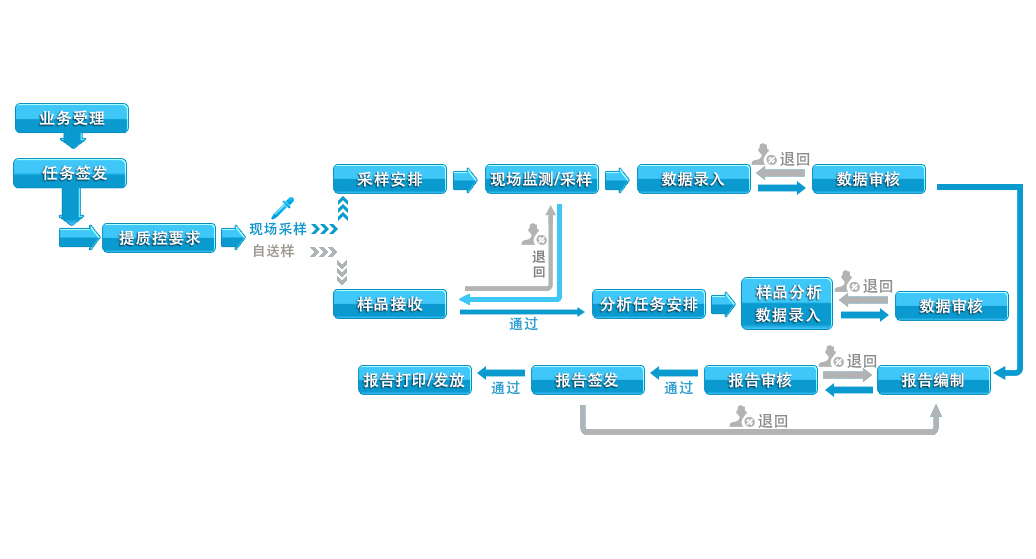 业务受理
任务签发
提质控要求
现场采样
自送样
采样安排
现场监测/采样
数据录入
退回
数据审核
退
回
样品接收
通过
分析任务安排
样品分析
数据录入
退回
数据审核
报告打印/发放
通过
报告签发
通过
报告审核
退回
报告编制
退回